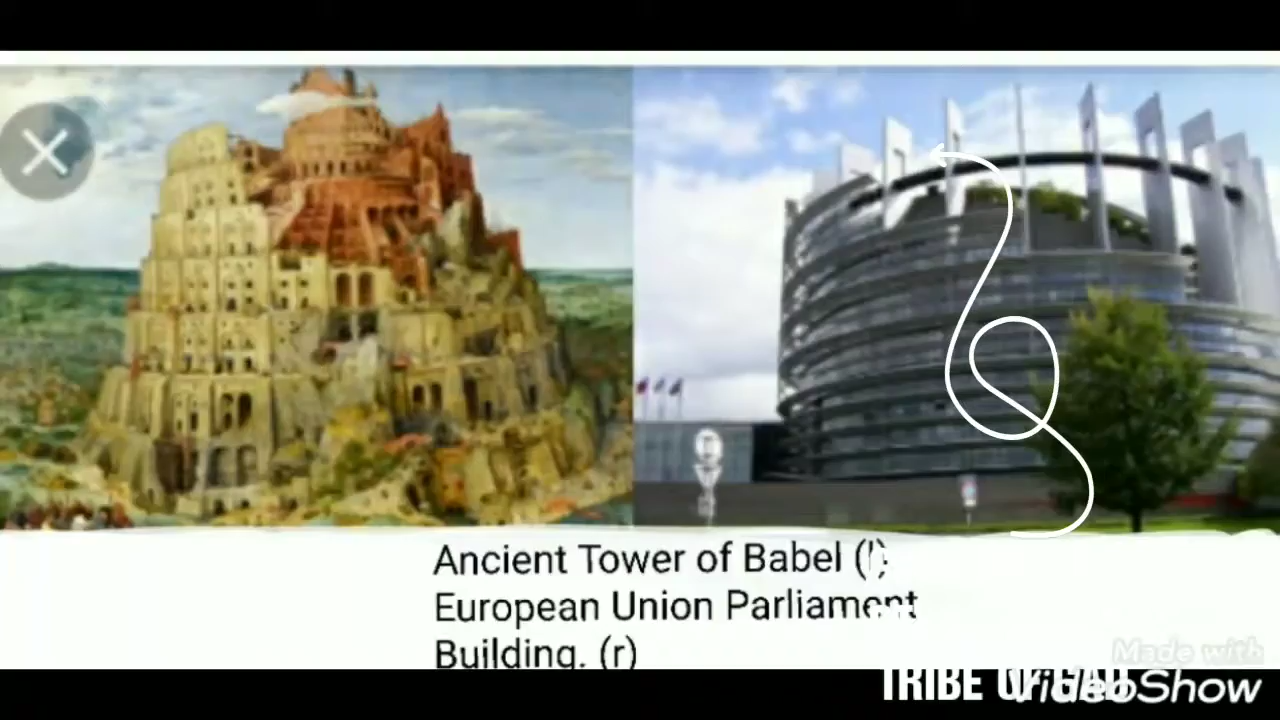 Ancient Tower of Babel (l)
European Union Parliament
Building. (r)
Made with
TRIBE OF GAD
VideoShow